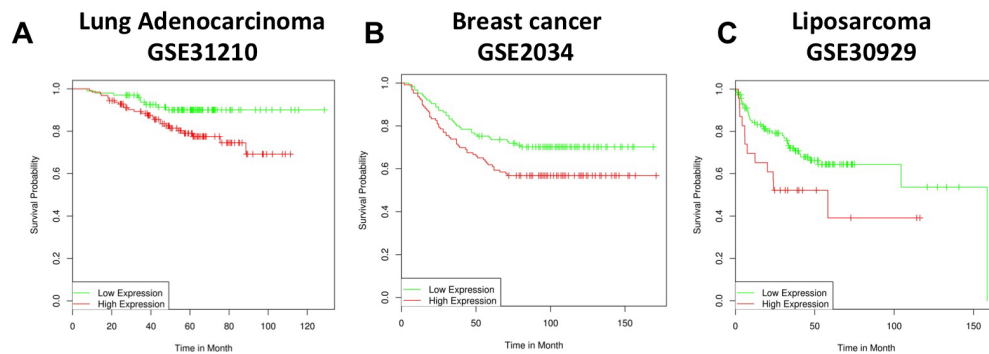 A
Lung Adenocarcinoma
GSE31210
Survival Probability
1.0
0.8
0.6
0.4
0.2
0.0
Low Expression
High Expression
0 20 40 60 80 100 120
Time in Month
B
Breast cancer
GSE2034
Survival Probability
1.0
0.8
0.6
0.4
0.2
0.0
Low Expression
High Expression
0 50 100 150
Time in Month
C
Liposarcoma
GSE30929
Survival Probability
1.0
0.8
0.6
0.4
0.2
0.0
Low Expression
High Expression
0 50 100 150
Time in Month